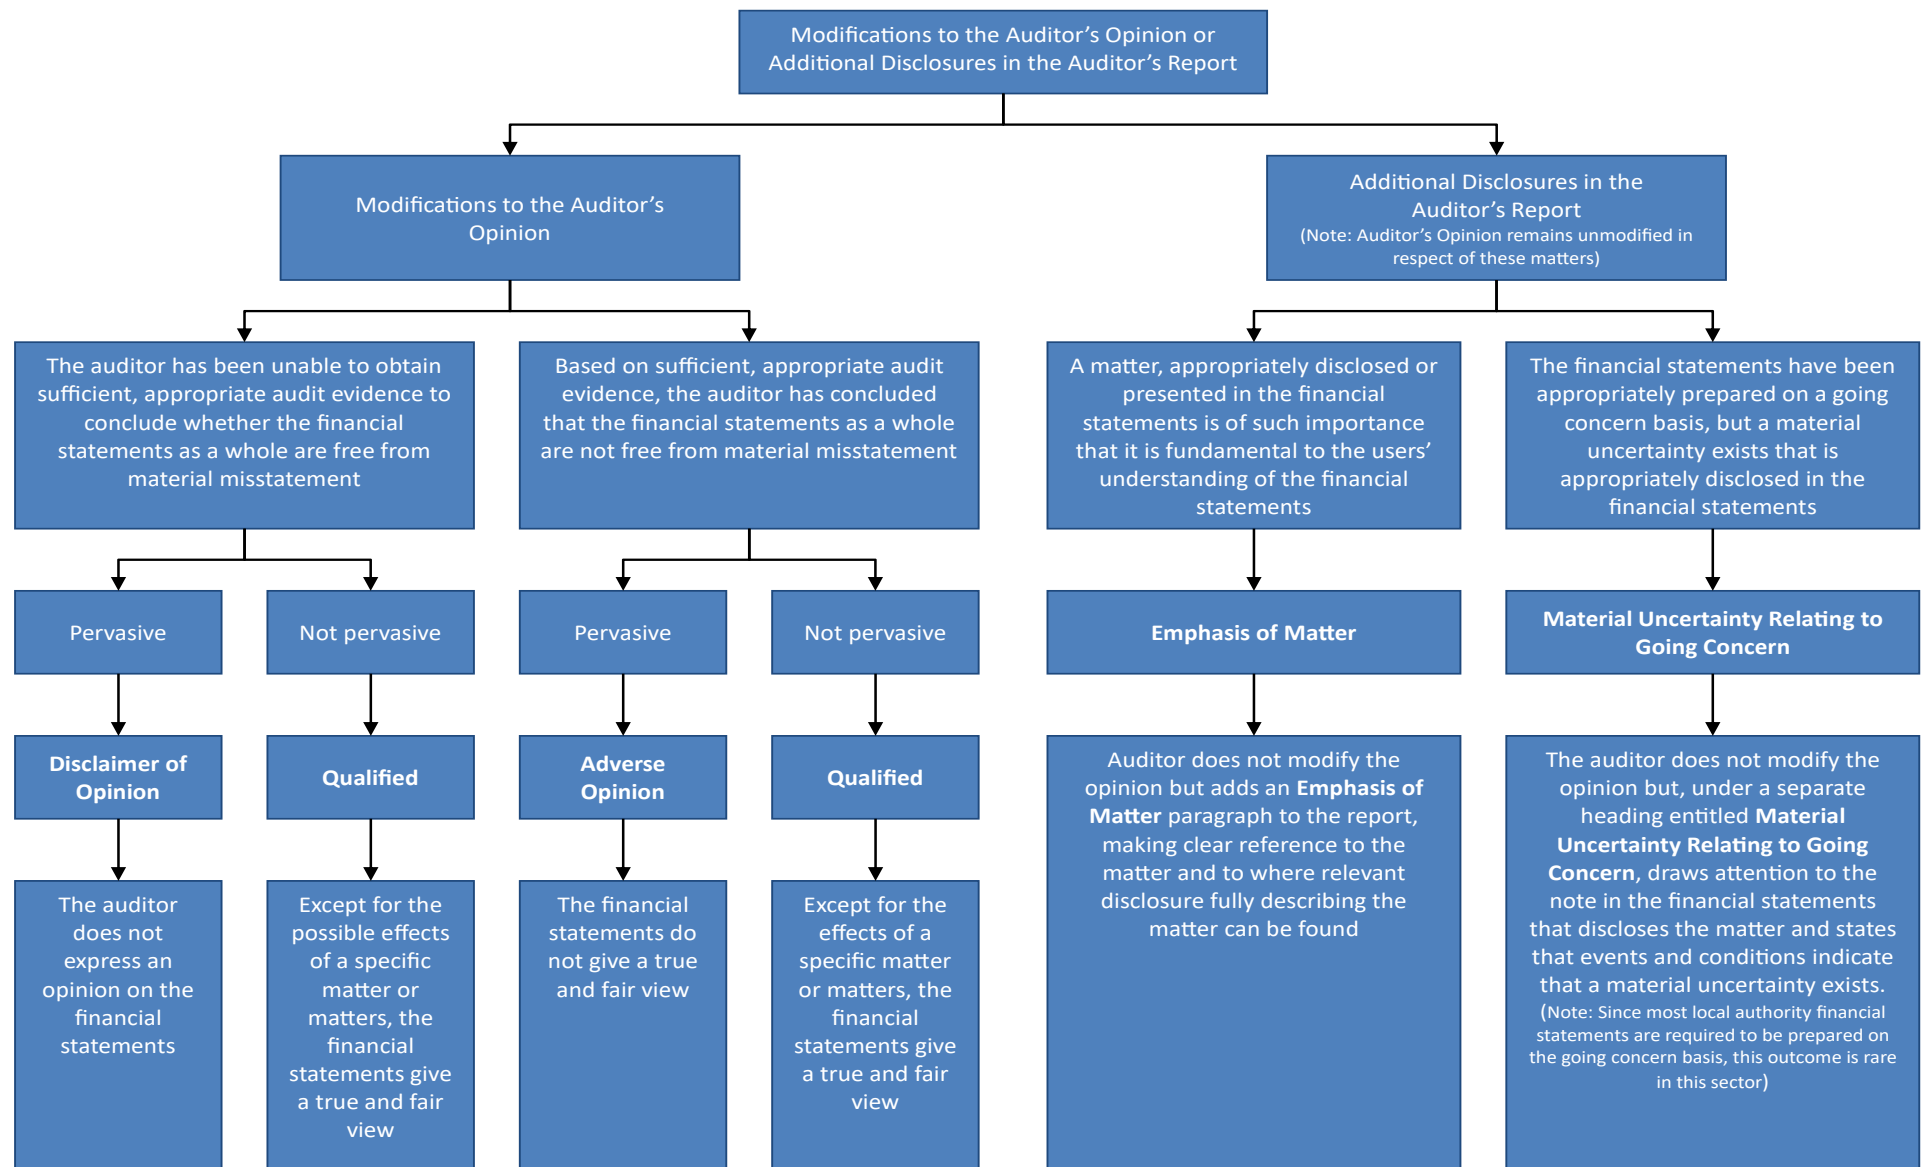 Modifications to the Auditor’s Opinion or
Additional Disclosures in the Auditor’s Report
Modifications to the Auditor’s
Opinion
Additional Disclosures in the
Auditor’s Report
(Note: Auditor’s Opinion remains unmodified in
respect of these matters)
The auditor has been unable to obtain
sufficient, appropriate audit evidence to
conclude whether the financial
statements as a whole are free from
material misstatement
Based on sufficient, appropriate audit
evidence, the auditor has concluded
that the financial statements as a whole
are not free from material misstatement
A matter, appropriately disclosed or
presented in the financial
statements is of such importance
that it is fundamental to the users’
understanding of the financial
statements
The financial statements have been
appropriately prepared on a going
concern basis, but a material
uncertainty exists that is
appropriately disclosed in the
financial statements
Pervasive
Not pervasive
Pervasive
Not pervasive
Emphasis of Matter
Material Uncertainty Relating to
Going Concern
Disclaimer of
Opinion
Qualified
Adverse
Opinion
Qualified
The auditor
does not
express an
opinion on the
financial
statements
Except for the
possible effects
of a specific
matter or
matters, the
financial
statements give
a true and fair
view
The financial
statements do
not give a true
and fair view
Except for the
effects of a
specific matter
or matters, the
financial
statements give
a true and fair
view
Auditor does not modify the
opinion but adds an Emphasis of
Matter paragraph to the report,
making clear reference to the
matter and to where relevant
disclosure fully describing the
matter can be found
The auditor does not modify the
opinion but, under a separate
heading entitled Material
Uncertainty Relating to Going
Concern, draws attention to the
note in the financial statements
that discloses the matter and states
that events and conditions indicate
that a material uncertainty exists.
(Note: Since most local authority financial
statements are required to be prepared on
the going concern basis, this outcome is rare
in this sector)